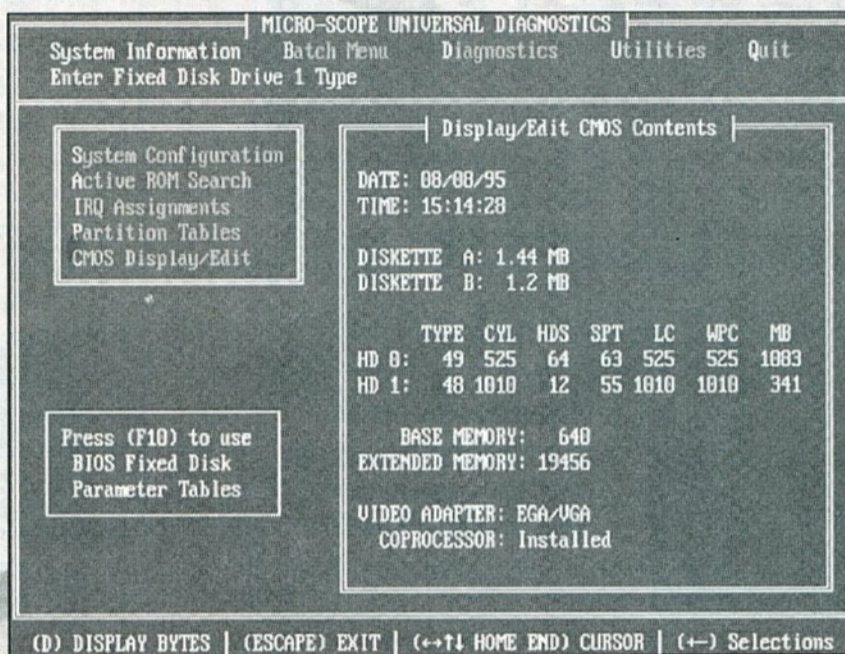 MICRO-SCOPE UNIVERSAL DIAGNOSTICS
System Information Batch Menu Diagnostics Utilities Quit
Enter Fixed Disk Drive 1 Type
System Configuration
Active ROM Search
IRQ Assignments
Partition Tables
CMOS Display/Edit
Press (F10) to use
BIOS Fixed Disk
Parameter Tables
Display/Edit CMOS Contents
DATE: 08/08/95
TIME: 15:14:28
DISKETTE A: 1.44 MB
DISKETTE B: 1.2 MB
TYPE CYL HDS SPT LC WPC MB
HD 0: 49 525 64 63 525 525 1083
HD 1: 48 1010 12 55 1010 1010 341
BASE MEMORY: 640
EXTENDED MEMORY: 19456
VIDEO ADAPTER: EGA/VGA
COPROCESSOR: Installed
(D) DISPLAY BYTES | (ESCAPE) EXIT | (↔↑↓ HOME END) CURSOR | (+−) Selections